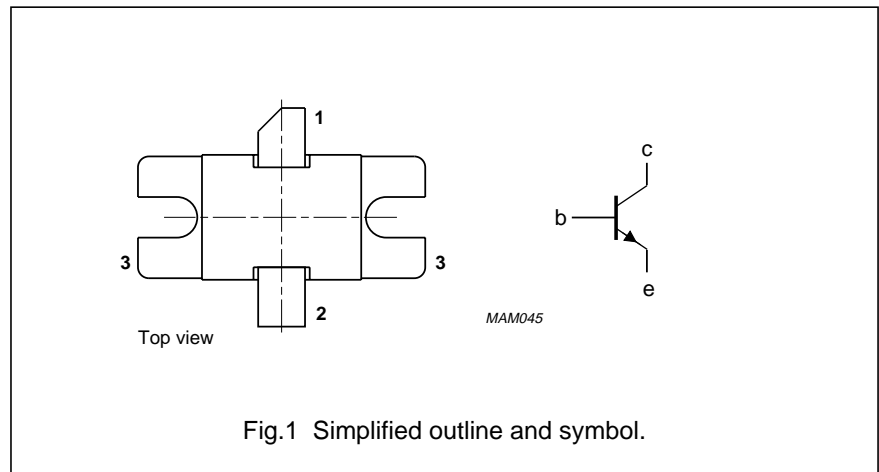 1
c
b
3
3
e
2
MAM045
Top view
Fig.1 Simplified outline and symbol.